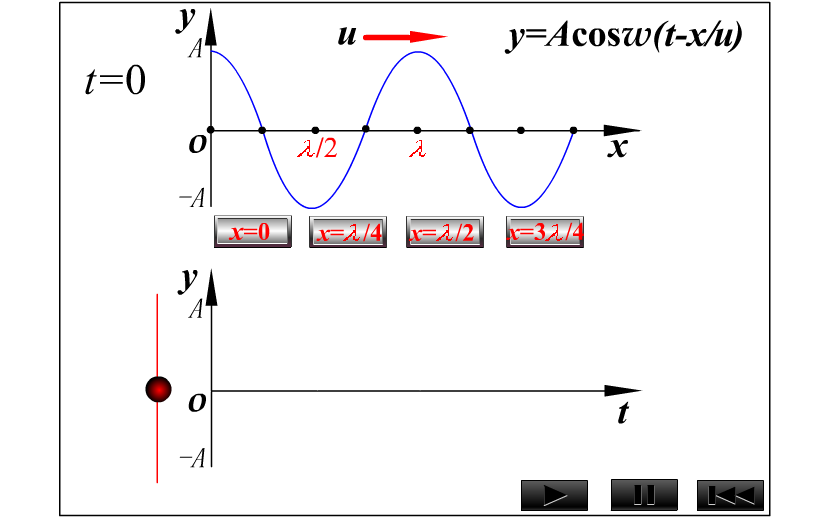 y
A
u
y=Acosw(t-x/u)
t=0
o
λ/2
λ
x
−A
x=0
x=λ/4
x=λ/2
x=3λ/4
y
A
o
t
−A